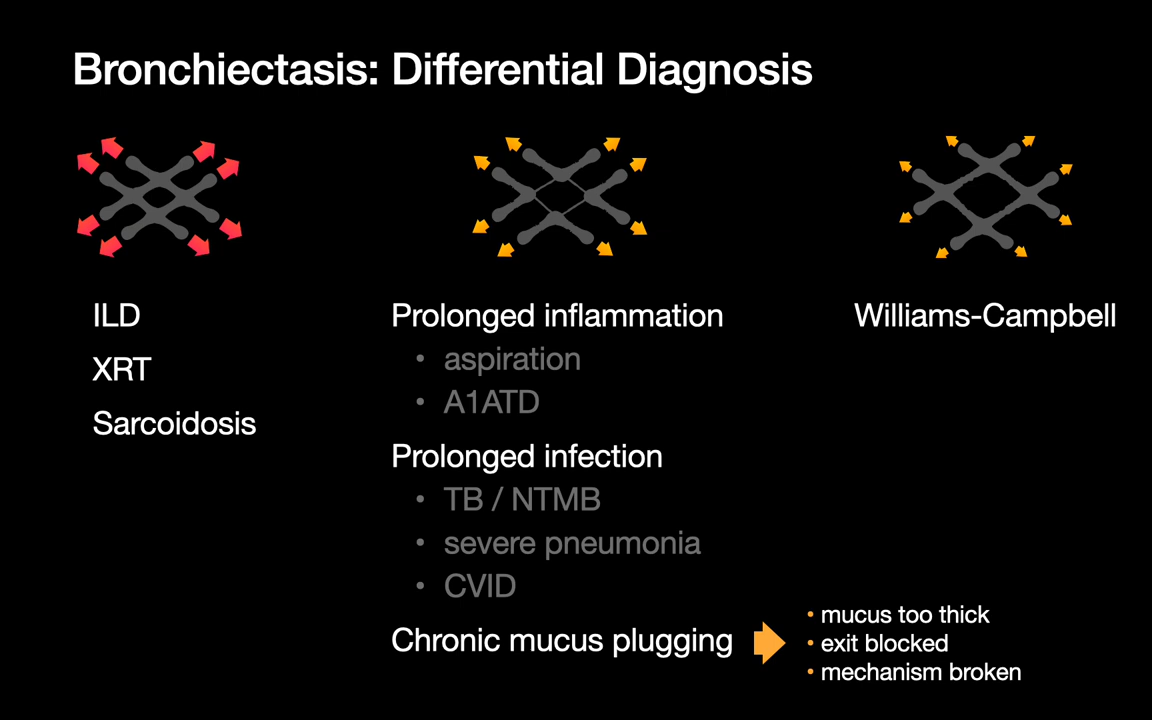 Bronchiectasis: Differential Diagnosis
ILD
XRT
Sarcoidosis
Prolonged inflammation
• aspiration
• A1ATD
Prolonged infection
• TB / NTMB
• severe pneumonia
• CVID
Chronic mucus plugging
• mucus too thick
• exit blocked
• mechanism broken
Williams-Campbell